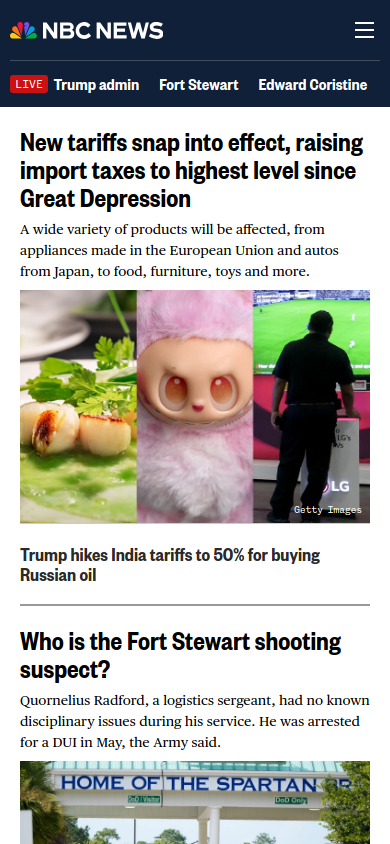 NBC NEWS
LIVE Trump admin Fort Stewart Edward Coristine
New tariffs snap into effect, raising
import taxes to highest level since
Great Depression
A wide variety of products will be affected, from
appliances made in the European Union and autos
from Japan, to food, furniture, toys and more.
LG's
LG
Getty Images
Trump hikes India tariffs to 50% for buying
Russian oil
Who is the Fort Stewart shooting
suspect?
Quornelius Radford, a logistics sergeant, had no known
disciplinary issues during his service. He was arrested
for a DUI in May, the Army said.
HOME OF THE SPARTAN
DoD / Visitor DoD Only